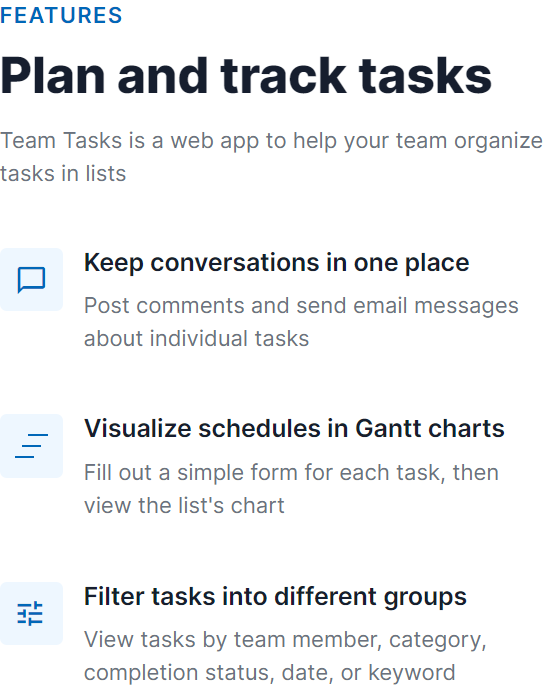 FEATURES
Plan and track tasks
Team Tasks is a web app to help your team organize
tasks in lists
Keep conversations in one place
Post comments and send email messages
about individual tasks
Visualize schedules in Gantt charts
Fill out a simple form for each task, then
view the list's chart
Filter tasks into different groups
View tasks by team member, category,
completion status, date, or keyword